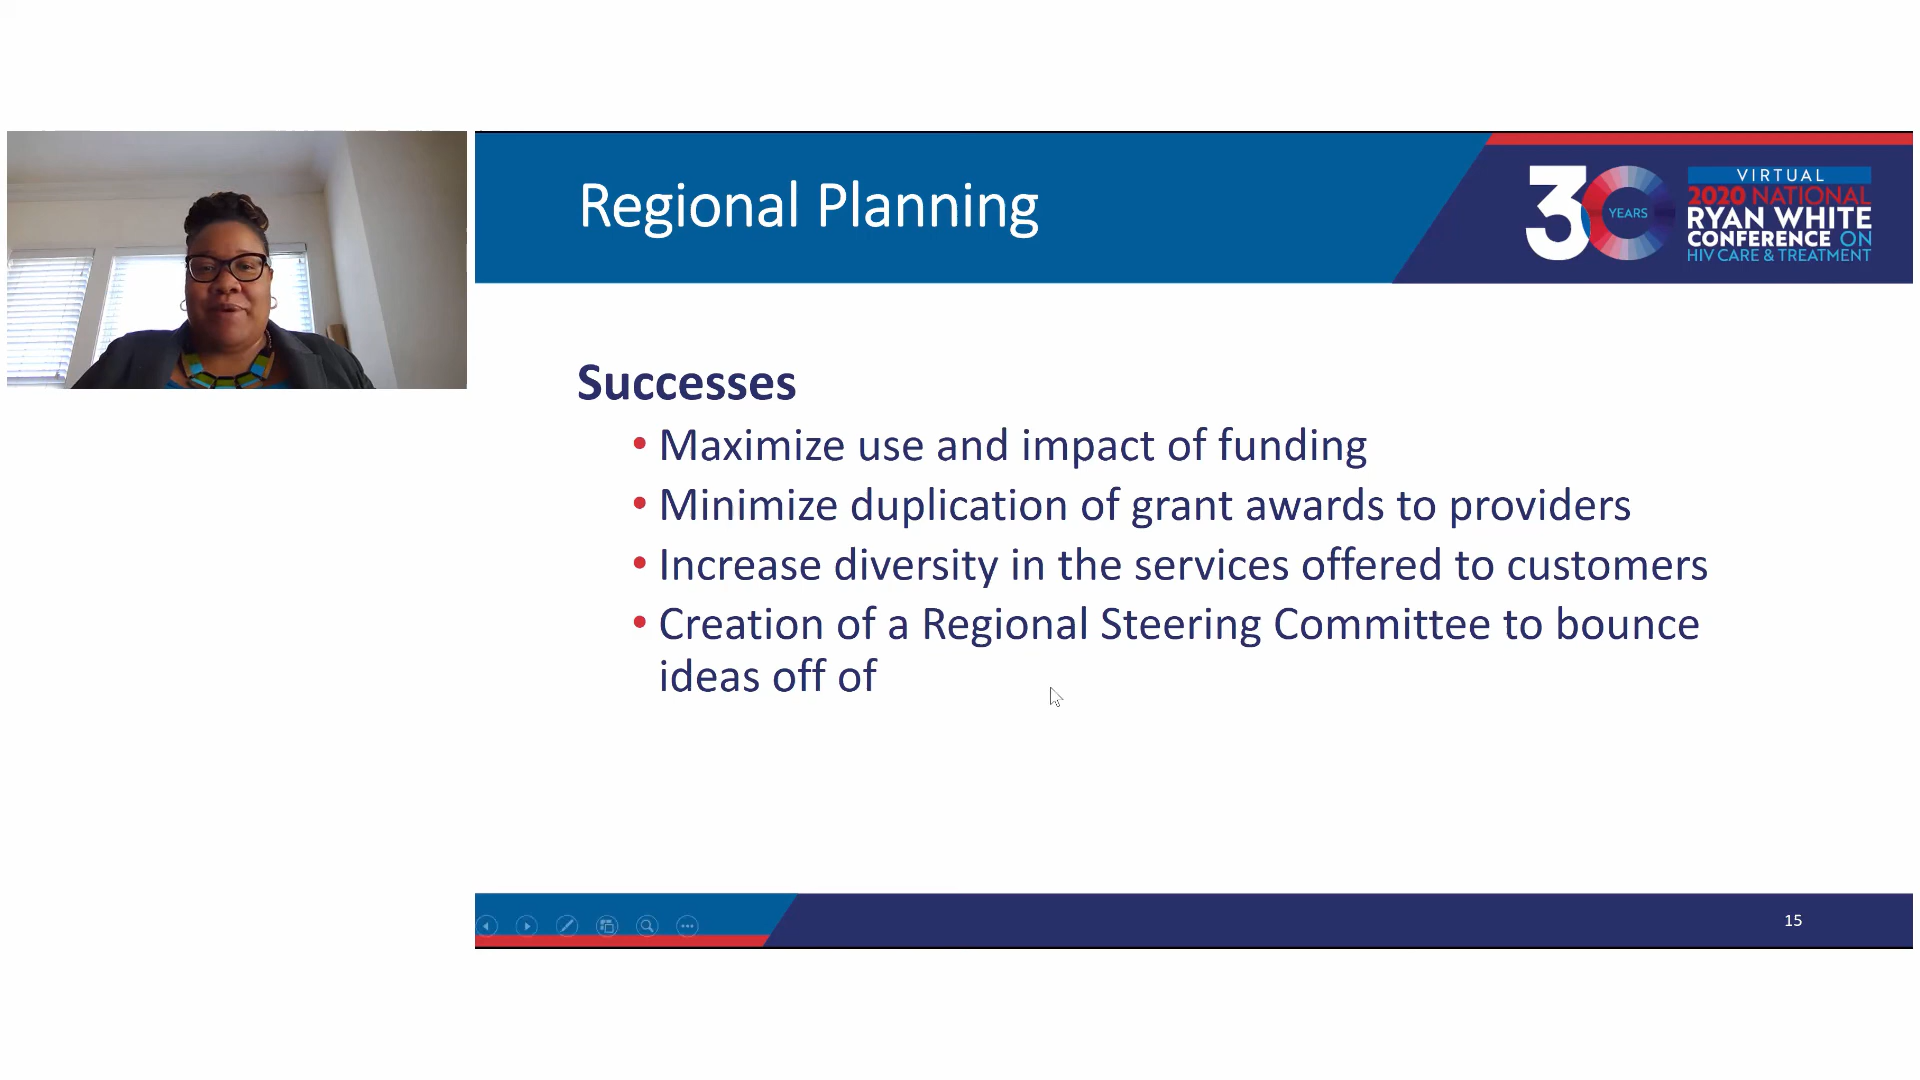 Regional Planning
30
YEARS
VIRTUAL
2020 NATIONAL
RYAN WHITE
CONFERENCE ON
HIV CARE & TREATMENT
Successes
• Maximize use and impact of funding
• Minimize duplication of grant awards to providers
• Increase diversity in the services offered to customers
• Creation of a Regional Steering Committee to bounce
ideas off of
15